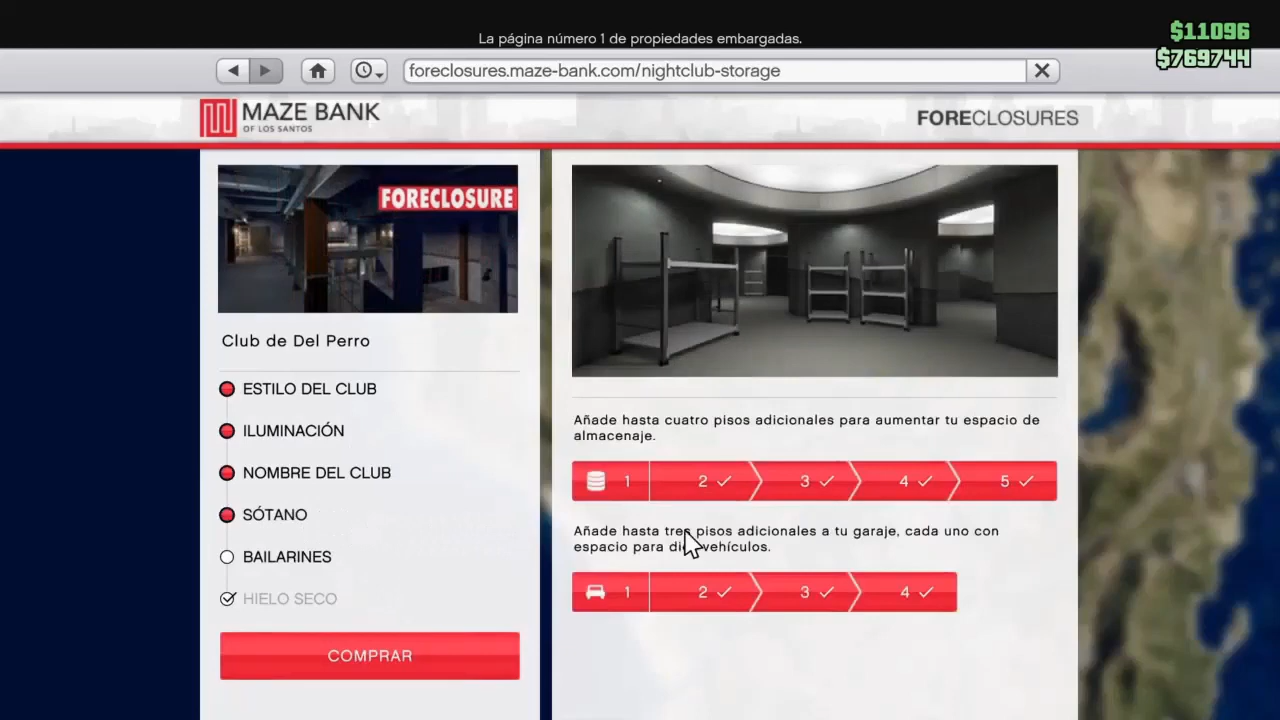 La página número 1 de propiedades embargadas.
$11096
$769744
foreclosures.maze-bank.com/nightclub-storage
MAZE BANK
OF LOS SANTOS
FORECLOSURES
FORECLOSURE
Club de Del Perro
ESTILO DEL CLUB
ILUMINACIÓN
NOMBRE DEL CLUB
SÓTANO
BAILARINES
HIELO SECO
COMPRAR
Añade hasta cuatro pisos adicionales para aumentar tu espacio de
almacenaje.
1 2 3 4 5
Añade hasta tres pisos adicionales a tu garaje, cada uno con
espacio para diez vehículos.
1 2 3 4